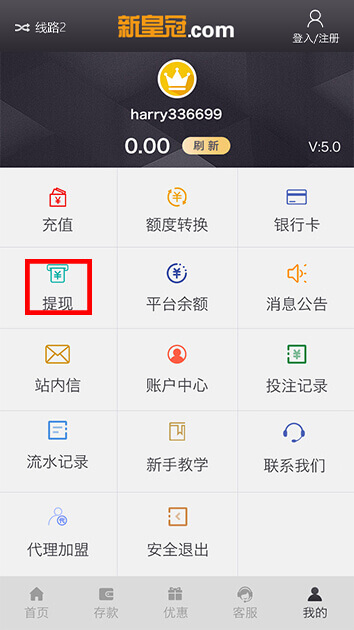 线路2
新皇冠.com
登入/注册
harry336699
0.00 刷新
V:5.0
充值 额度转换 银行卡
提现 平台余额 消息公告
站内信 账户中心 投注记录
流水记录 新手教学 联系我们
代理加盟 安全退出
首页 存款 优惠 客服 我的